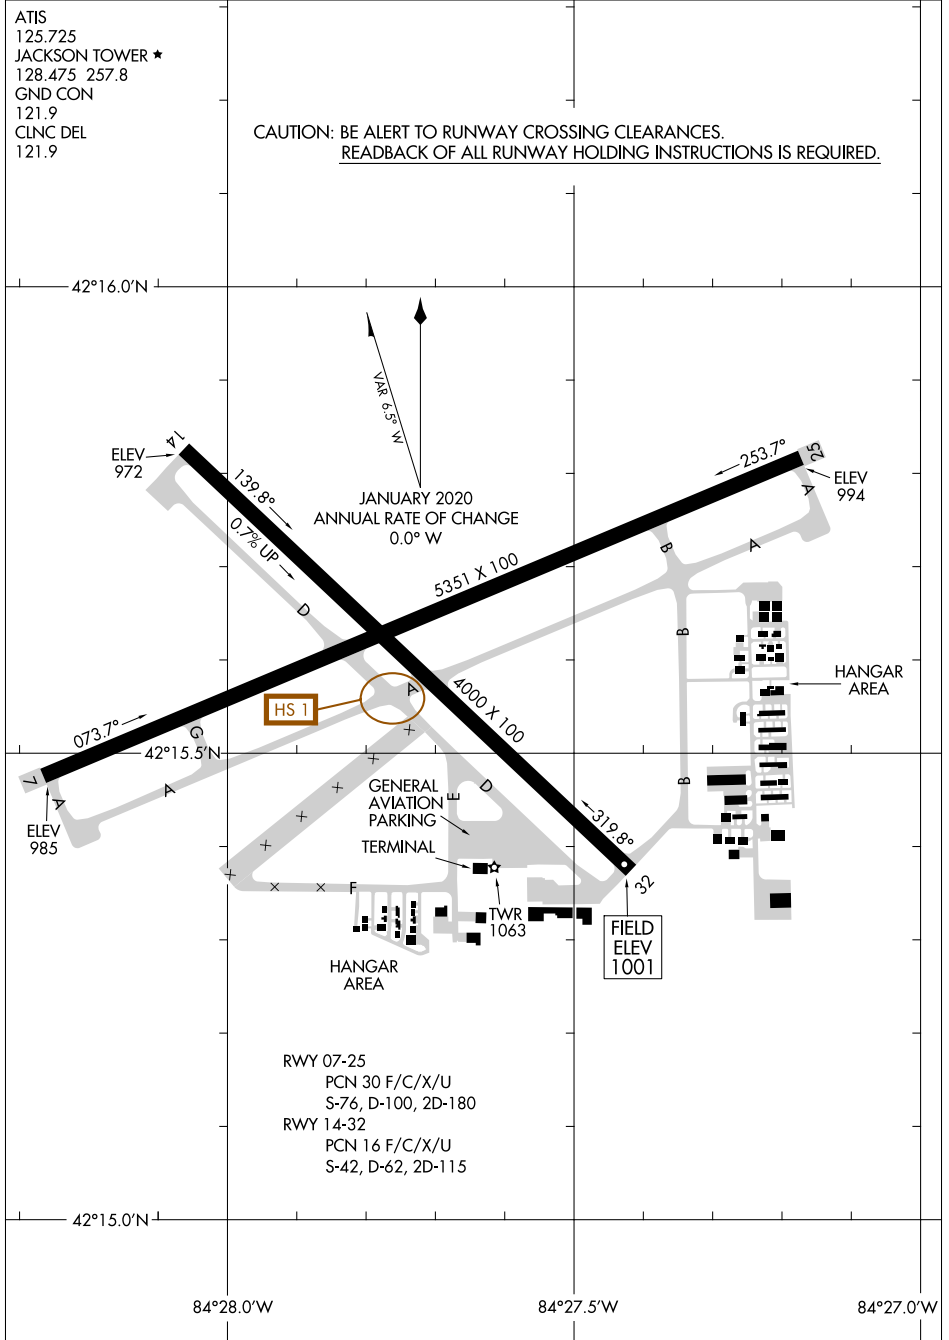 ATIS
125.725
JACKSON TOWER ★
128.475 257.8
GND CON
121.9
CLNC DEL
121.9
CAUTION: BE ALERT TO RUNWAY CROSSING CLEARANCES.
READBACK OF ALL RUNWAY HOLDING INSTRUCTIONS IS REQUIRED.
42°16.0'N
VAR 6.5° W
JANUARY 2020
ANNUAL RATE OF CHANGE
0.0° W
14
ELEV
972
139.8°
0.7% UP
253.7°
25
ELEV
994
A
A
B
5351 X 100
D
B
HANGAR
AREA
A
HS 1
4000 X 100
073.7°
G
42°15.5'N
7
A
A
ELEV
985
GENERAL
AVIATION
PARKING
E
D
B
319.8°
TERMINAL
F
32
TWR
1063
FIELD
ELEV
1001
HANGAR
AREA
RWY 07-25
PCN 30 F/C/X/U
S-76, D-100, 2D-180
RWY 14-32
PCN 16 F/C/X/U
S-42, D-62, 2D-115
42°15.0'N
84°28.0'W
84°27.5'W
84°27.0'W